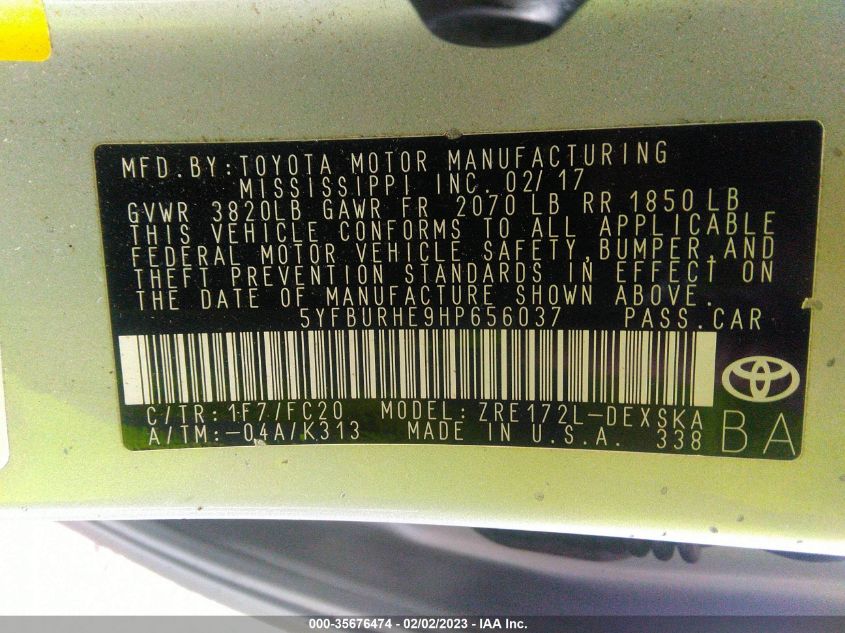 MFD.BY:TOYOTA MOTOR MANUFACTURING
MISSISSIPPI INC. 02/17
GVWR 3820LB GAWR FR 2070 LB RR 1850 LB
THIS VEHICLE CONFORMS TO ALL APPLICABLE
FEDERAL MOTOR VEHICLE SAFETY, BUMPER, AND
THEFT PREVENTION STANDARDS IN EFFECT ON
THE DATE OF MANUFACTURE SHOWN ABOVE.
5YFBURHE9HP656037 PASS.CAR
C/TR:1F7/FC20 MODEL:ZRE172L-DEXSKA
A/TM:-04A/K313 MADE IN U.S.A. 338
BA
000-35676474 - 02/02/2023 - IAA Inc.